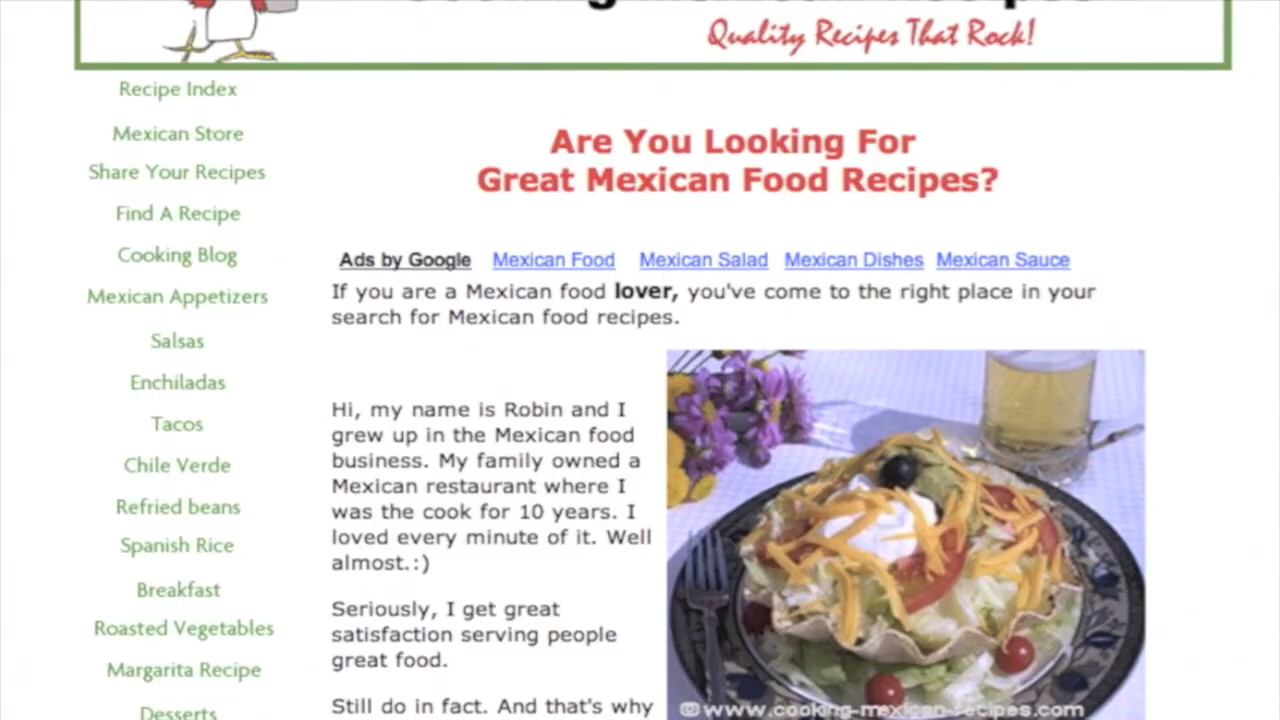 Cooking Mexican Recipes
Quality Recipes That Rock!
Recipe Index
Mexican Store
Share Your Recipes
Find A Recipe
Cooking Blog
Mexican Appetizers
Salsas
Enchiladas
Tacos
Chile Verde
Refried beans
Spanish Rice
Breakfast
Roasted Vegetables
Margarita Recipe
Desserts
Are You Looking For
Great Mexican Food Recipes?
Ads by Google Mexican Food Mexican Salad Mexican Dishes Mexican Sauce
If you are a Mexican food lover, you've come to the right place in your
search for Mexican food recipes.
Hi, my name is Robin and I
grew up in the Mexican food
business. My family owned a
Mexican restaurant where I
was the cook for 10 years. I
loved every minute of it. Well
almost.:)
Seriously, I get great
satisfaction serving people
great food.
Still do in fact. And that's why
© www.cooking-mexican-recipes.com